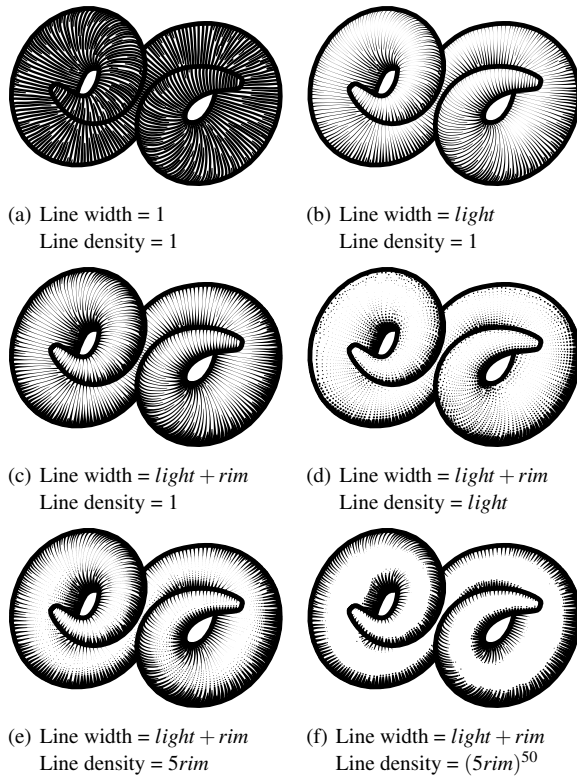 (a) Line width = 1
Line density = 1
(b) Line width = light
Line density = 1
(c) Line width = light + rim
Line density = 1
(d) Line width = light + rim
Line density = light
(e) Line width = light + rim
Line density = 5rim
(f) Line width = light + rim
Line density = (5rim)⁵⁰